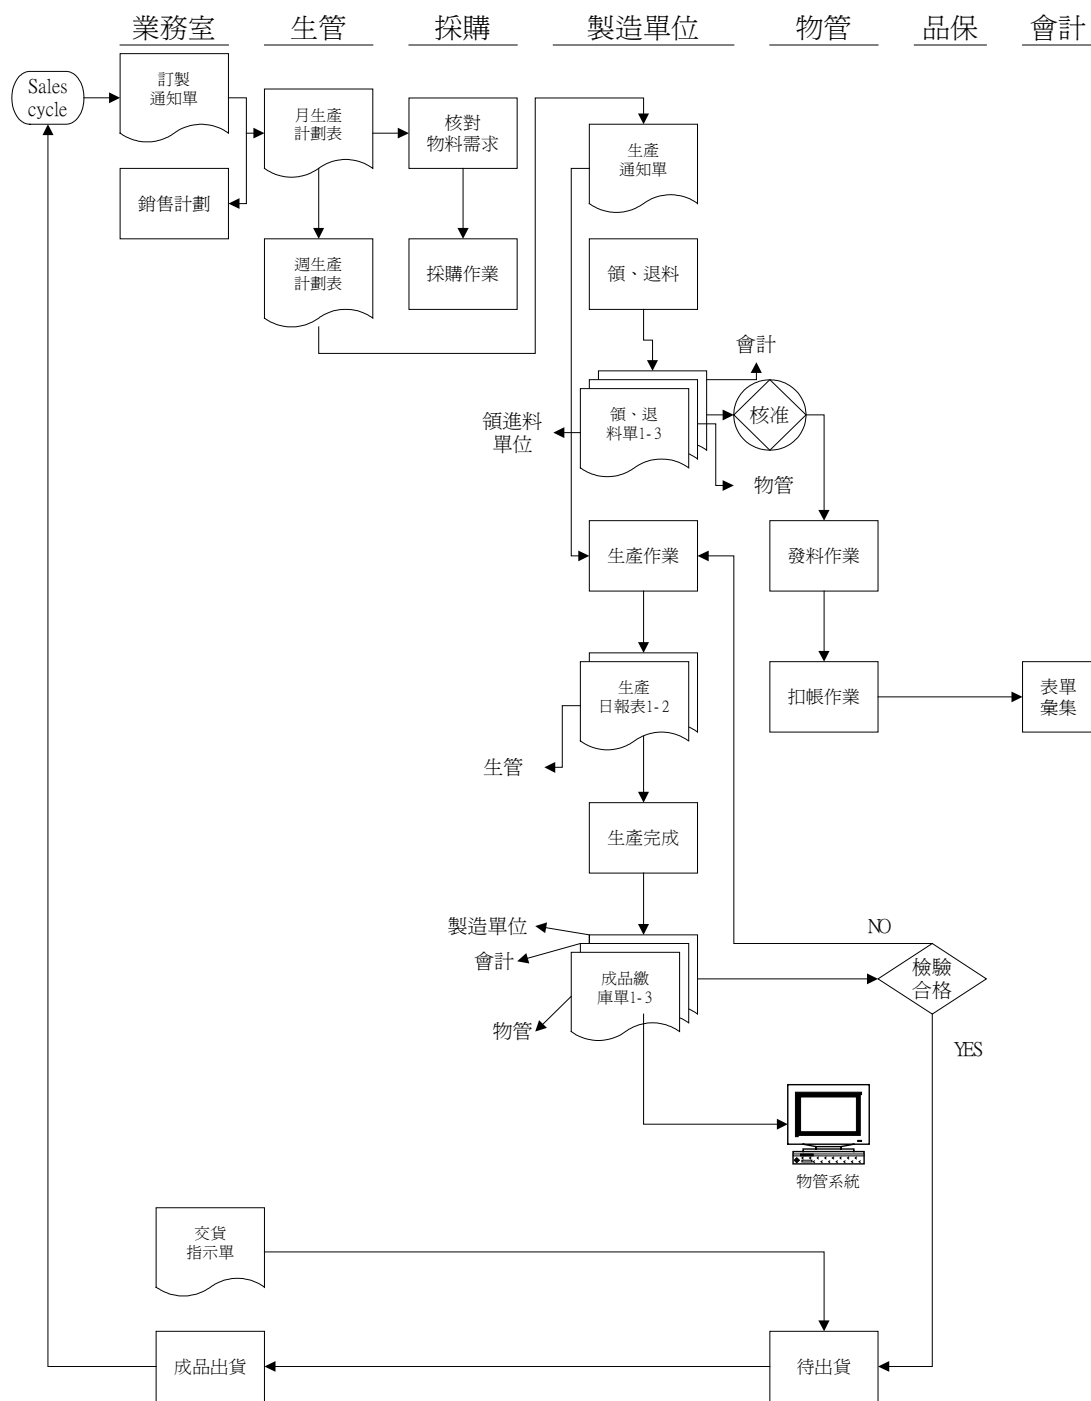 業務室
生管
採購
製造單位
物管
品保
會計
Sales
cycle
訂製
通知單
月生產
計劃表
核對
物料需求
生產
通知單
銷售計劃
週生產
計劃表
採購作業
領、退料
會計
領進料
單位
領、退
料單1-3
核准
物管
生產作業
發料作業
生產
日報表1-2
扣帳作業
表單
彙集
生管
生產完成
製造單位
會計
物管
成品繳
庫單1-3
NO
檢驗
合格
YES
物管系統
交貨
指示單
成品出貨
待出貨